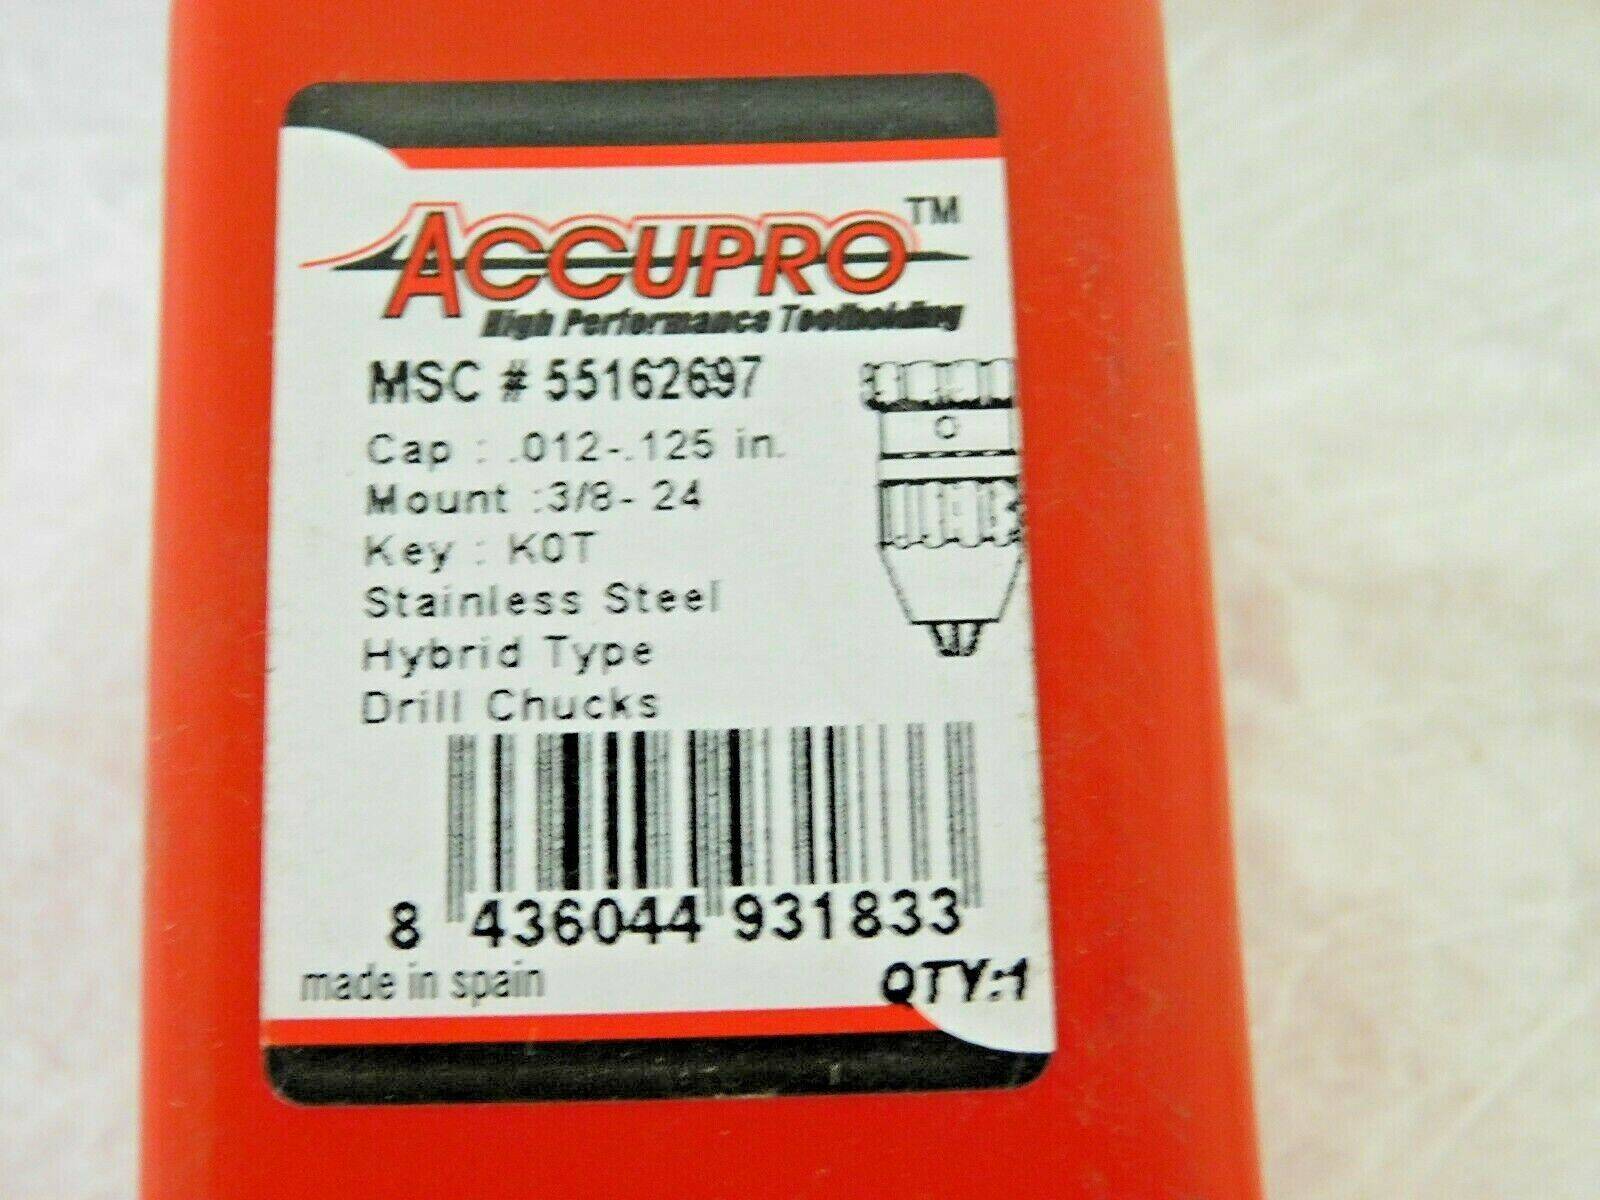 ACCUPRO™
High Performance Toolholding
MSC # 55162697
Cap : .012-.125 in.
Mount :3/8- 24
Key : K0T
Stainless Steel
Hybrid Type
Drill Chucks
8 436044 931833
made in spain QTY:1